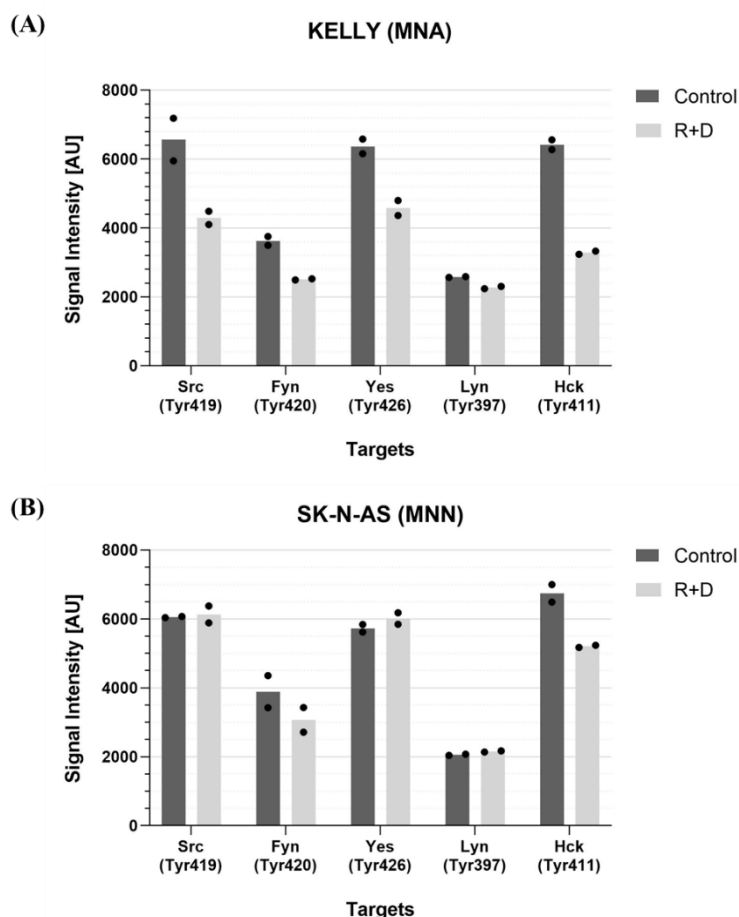 (A)
KELLY (MNA)
Signal Intensity [AU]
8000
6000
4000
2000
0
Control
R+D
Src Fyn Yes Lyn Hck
(Tyr419) (Tyr420) (Tyr426) (Tyr397) (Tyr411)
Targets
(B)
SK-N-AS (MNN)
Signal Intensity [AU]
8000
6000
4000
2000
0
Control
R+D
Src Fyn Yes Lyn Hck
(Tyr419) (Tyr420) (Tyr426) (Tyr397) (Tyr411)
Targets